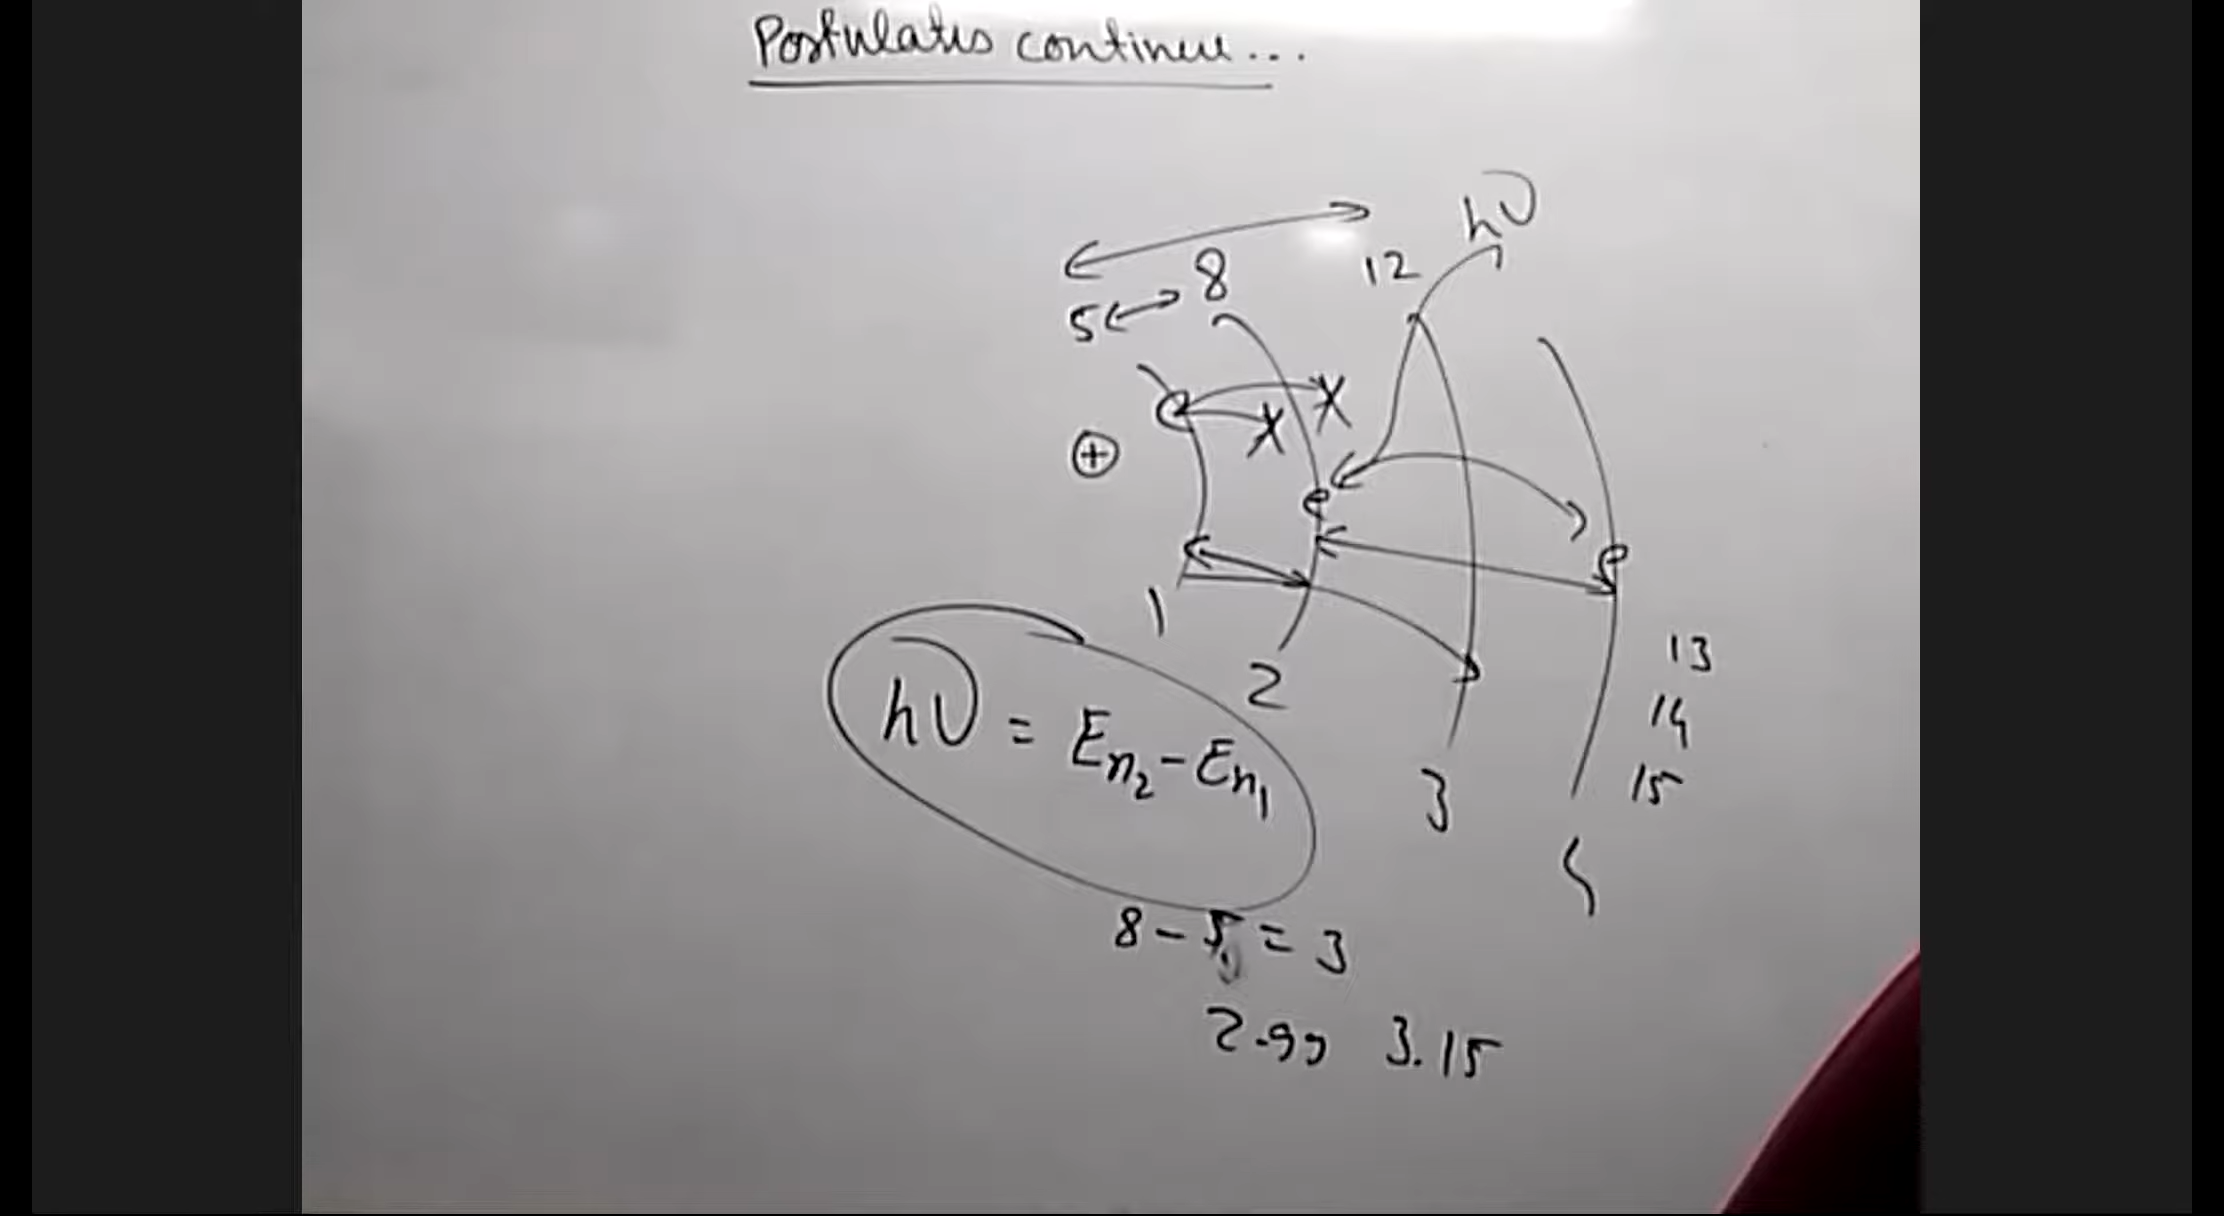 Postulates continue...
hν
8
12
5
e
+
e
e
1
2
3
4
13
14
15
hν = En₂ - En₁
8 - 5 = 3
2.99 3.15